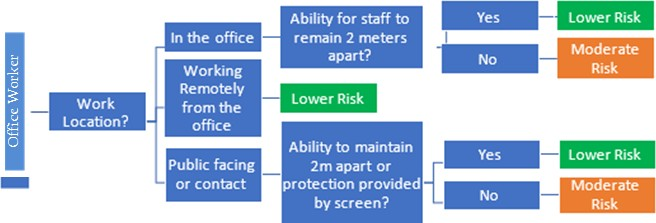 Office Worker
Work
Location?
In the office
Ability for staff to
remain 2 meters
apart?
Yes
Lower Risk
No
Moderate
Risk
Working
Remotely
from the
office
Lower Risk
Public facing
or contact
Ability to maintain
2m apart or
protection provided
by screen?
Yes
Lower Risk
No
Moderate
Risk